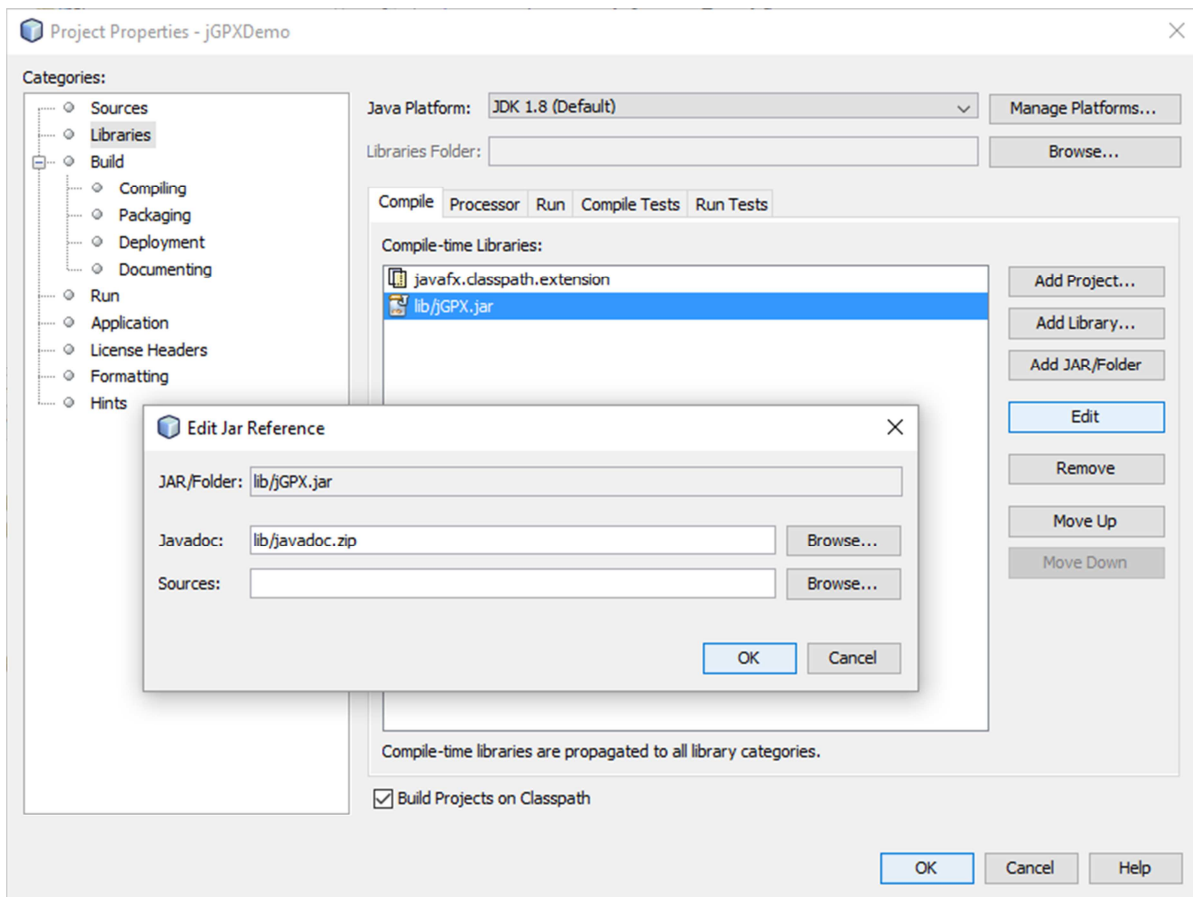 Project Properties - jGPXDemo
Categories:
Sources
Libraries
Build
Compiling
Packaging
Deployment
Documenting
Run
Application
License Headers
Formatting
Hints
Java Platform: JDK 1.8 (Default) Manage Platforms...
Libraries Folder: Browse...
Compile Processor Run Compile Tests Run Tests
Compile-time Libraries:
javafx.classpath.extension
lib/jGPX.jar
Add Project...
Add Library...
Add JAR/Folder
Edit
Remove
Move Up
Move Down
Edit Jar Reference
JAR/Folder: lib/jGPX.jar
Javadoc: lib/javadoc.zip Browse...
Sources: Browse...
OK Cancel
Compile-time libraries are propagated to all library categories.
Build Projects on Classpath
OK Cancel Help